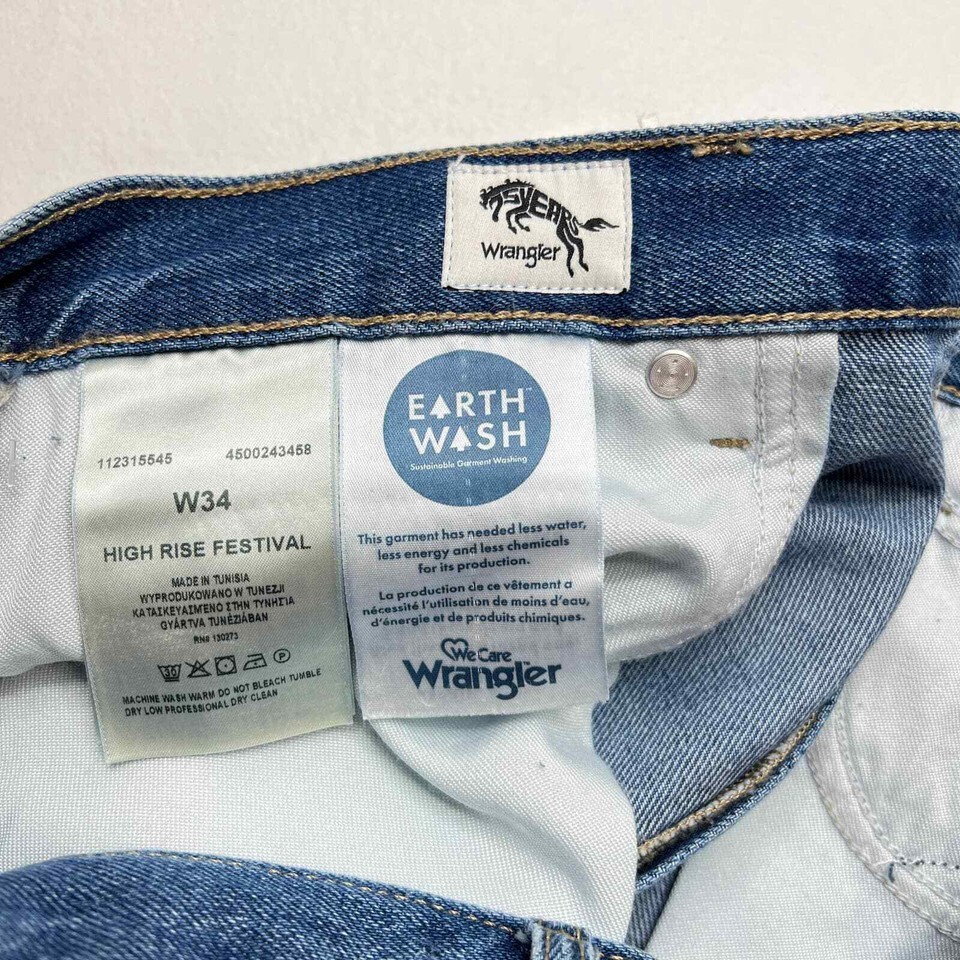 75 YEARS
Wrangler
112315545 4500243458
W34
HIGH RISE FESTIVAL
MADE IN TUNISIA
WYPRODUKOWANO W TUNEZJI
ΚΑΤΑΣΚΕΥΑΣΜΕΝΟ ΣΤΗΝ ΤΥΝΗΣΙΑ
GYÁRTVA TUNÉZIÁBAN
RN# 130273
MACHINE WASH WARM DO NOT BLEACH TUMBLE
DRY LOW PROFESSIONAL DRY CLEAN
EARTH
WASH
Sustainable Garment Washing
This garment has needed less water,
less energy and less chemicals
for its production.
La production de ce vêtement a
nécessité l'utilisation de moins d'eau,
d'énergie et de produits chimiques.
We Care
Wrangler